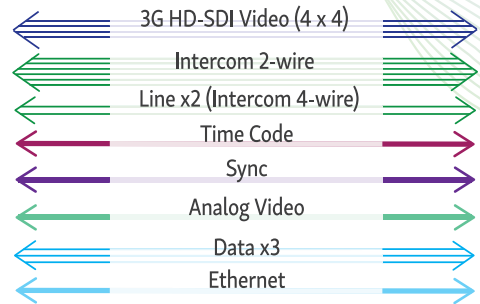 3G HD-SDI Video (4 x 4)
Intercom 2-wire
Line x2 (Intercom 4-wire)
Time Code
Sync
Analog Video
Data x3
Ethernet